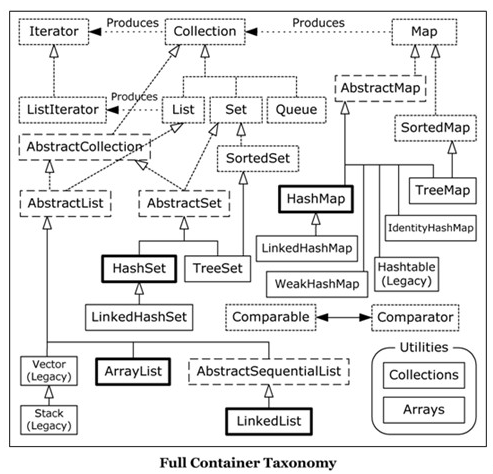 Iterator
Produces
Collection
Produces
Map
AbstractMap
ListIterator
Produces
List
Set
Queue
SortedMap
AbstractCollection
SortedSet
TreeMap
AbstractList
AbstractSet
HashMap
IdentityHashMap
LinkedHashMap
HashSet
TreeSet
WeakHashMap
Hashtable
(Legacy)
LinkedHashSet
Comparable
Comparator
Utilities
Vector
(Legacy)
ArrayList
AbstractSequentialList
Collections
Arrays
Stack
(Legacy)
LinkedList
Full Container Taxonomy